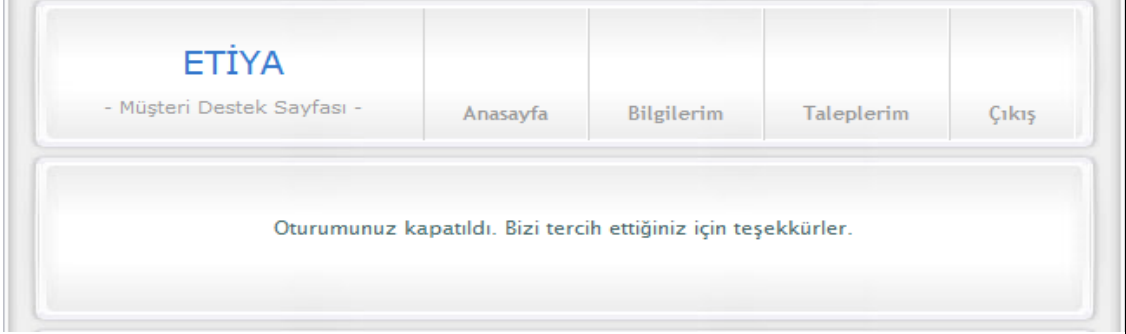 ETİYA
- Müşteri Destek Sayfası -
Anasayfa
Bilgilerim
Taleplerim
Çıkış
Oturumunuz kapatıldı. Bizi tercih ettiğiniz için teşekkürler.